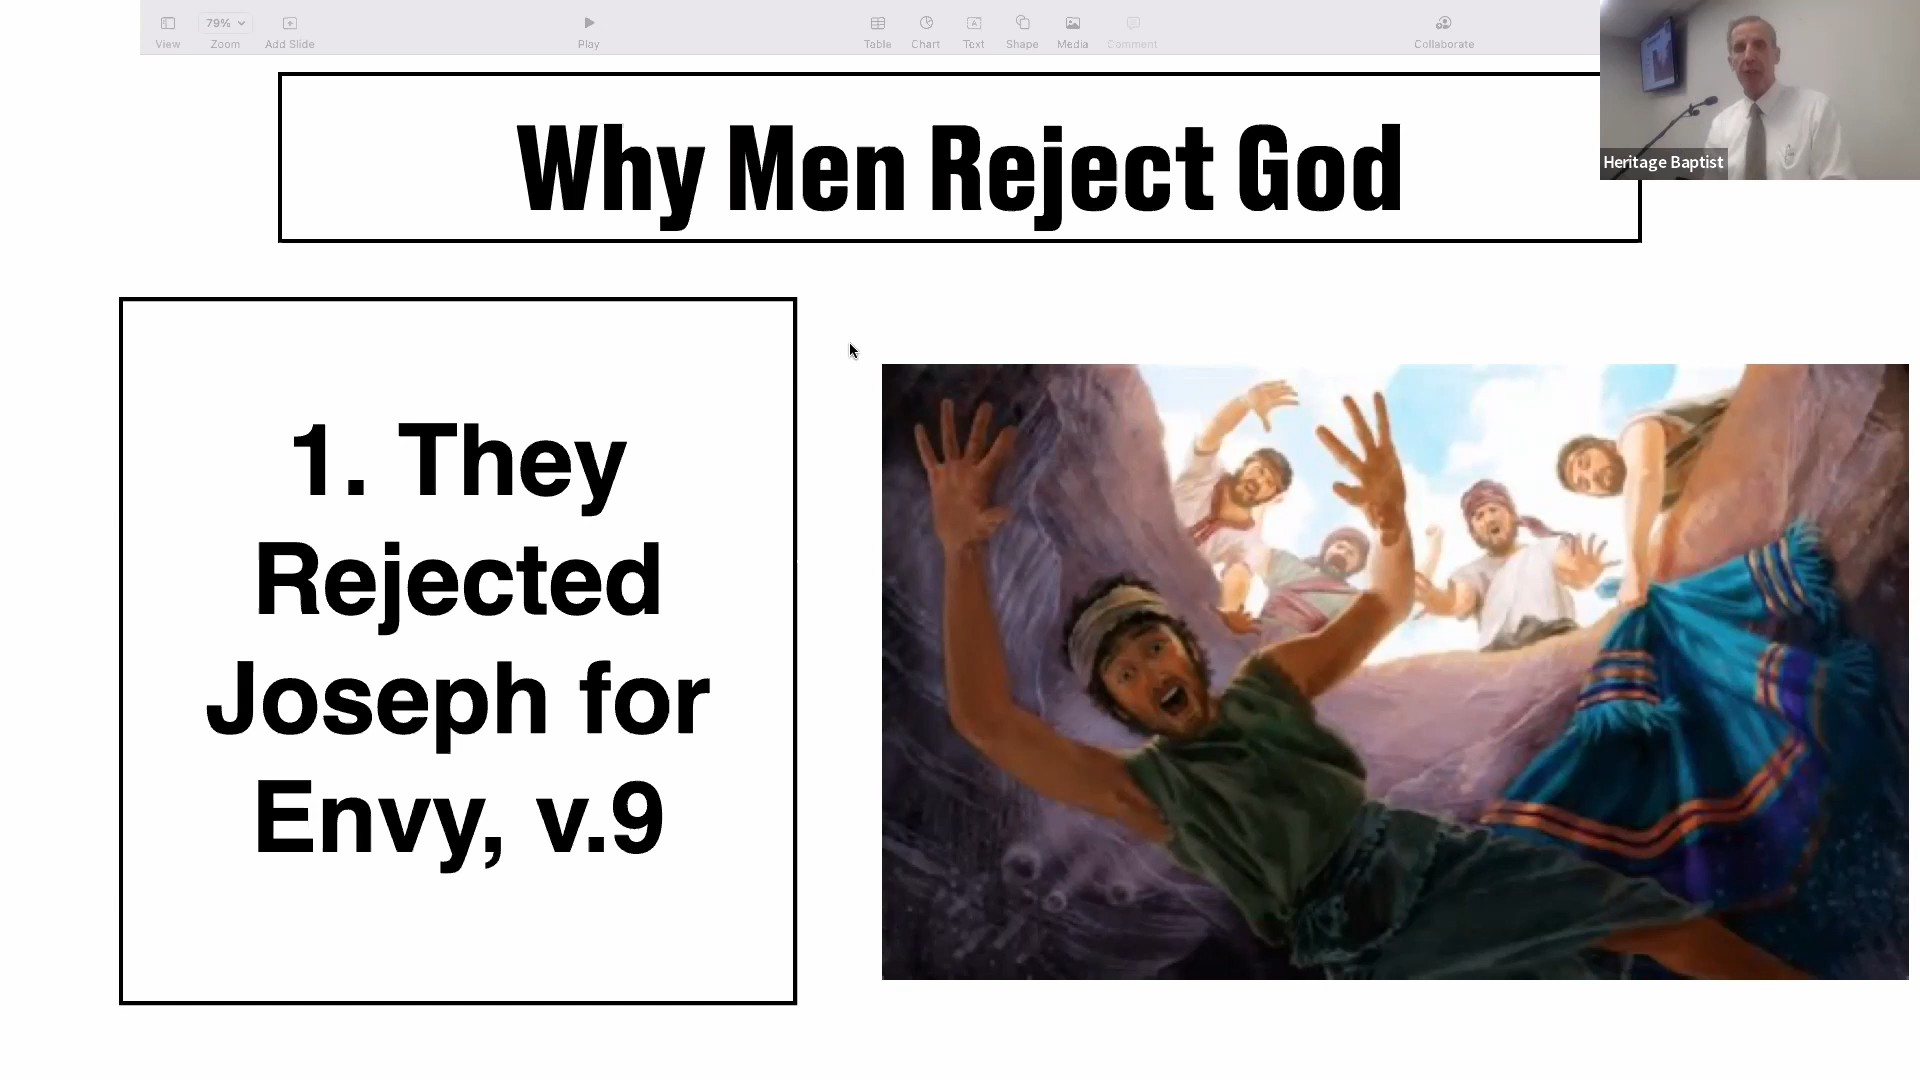 79%
View
Zoom
Add Slide
Play
Table
Chart
Text
Shape
Media
Comment
Collaborate
Heritage Baptist
Why Men Reject God
1. They
Rejected
Joseph for
Envy, v.9